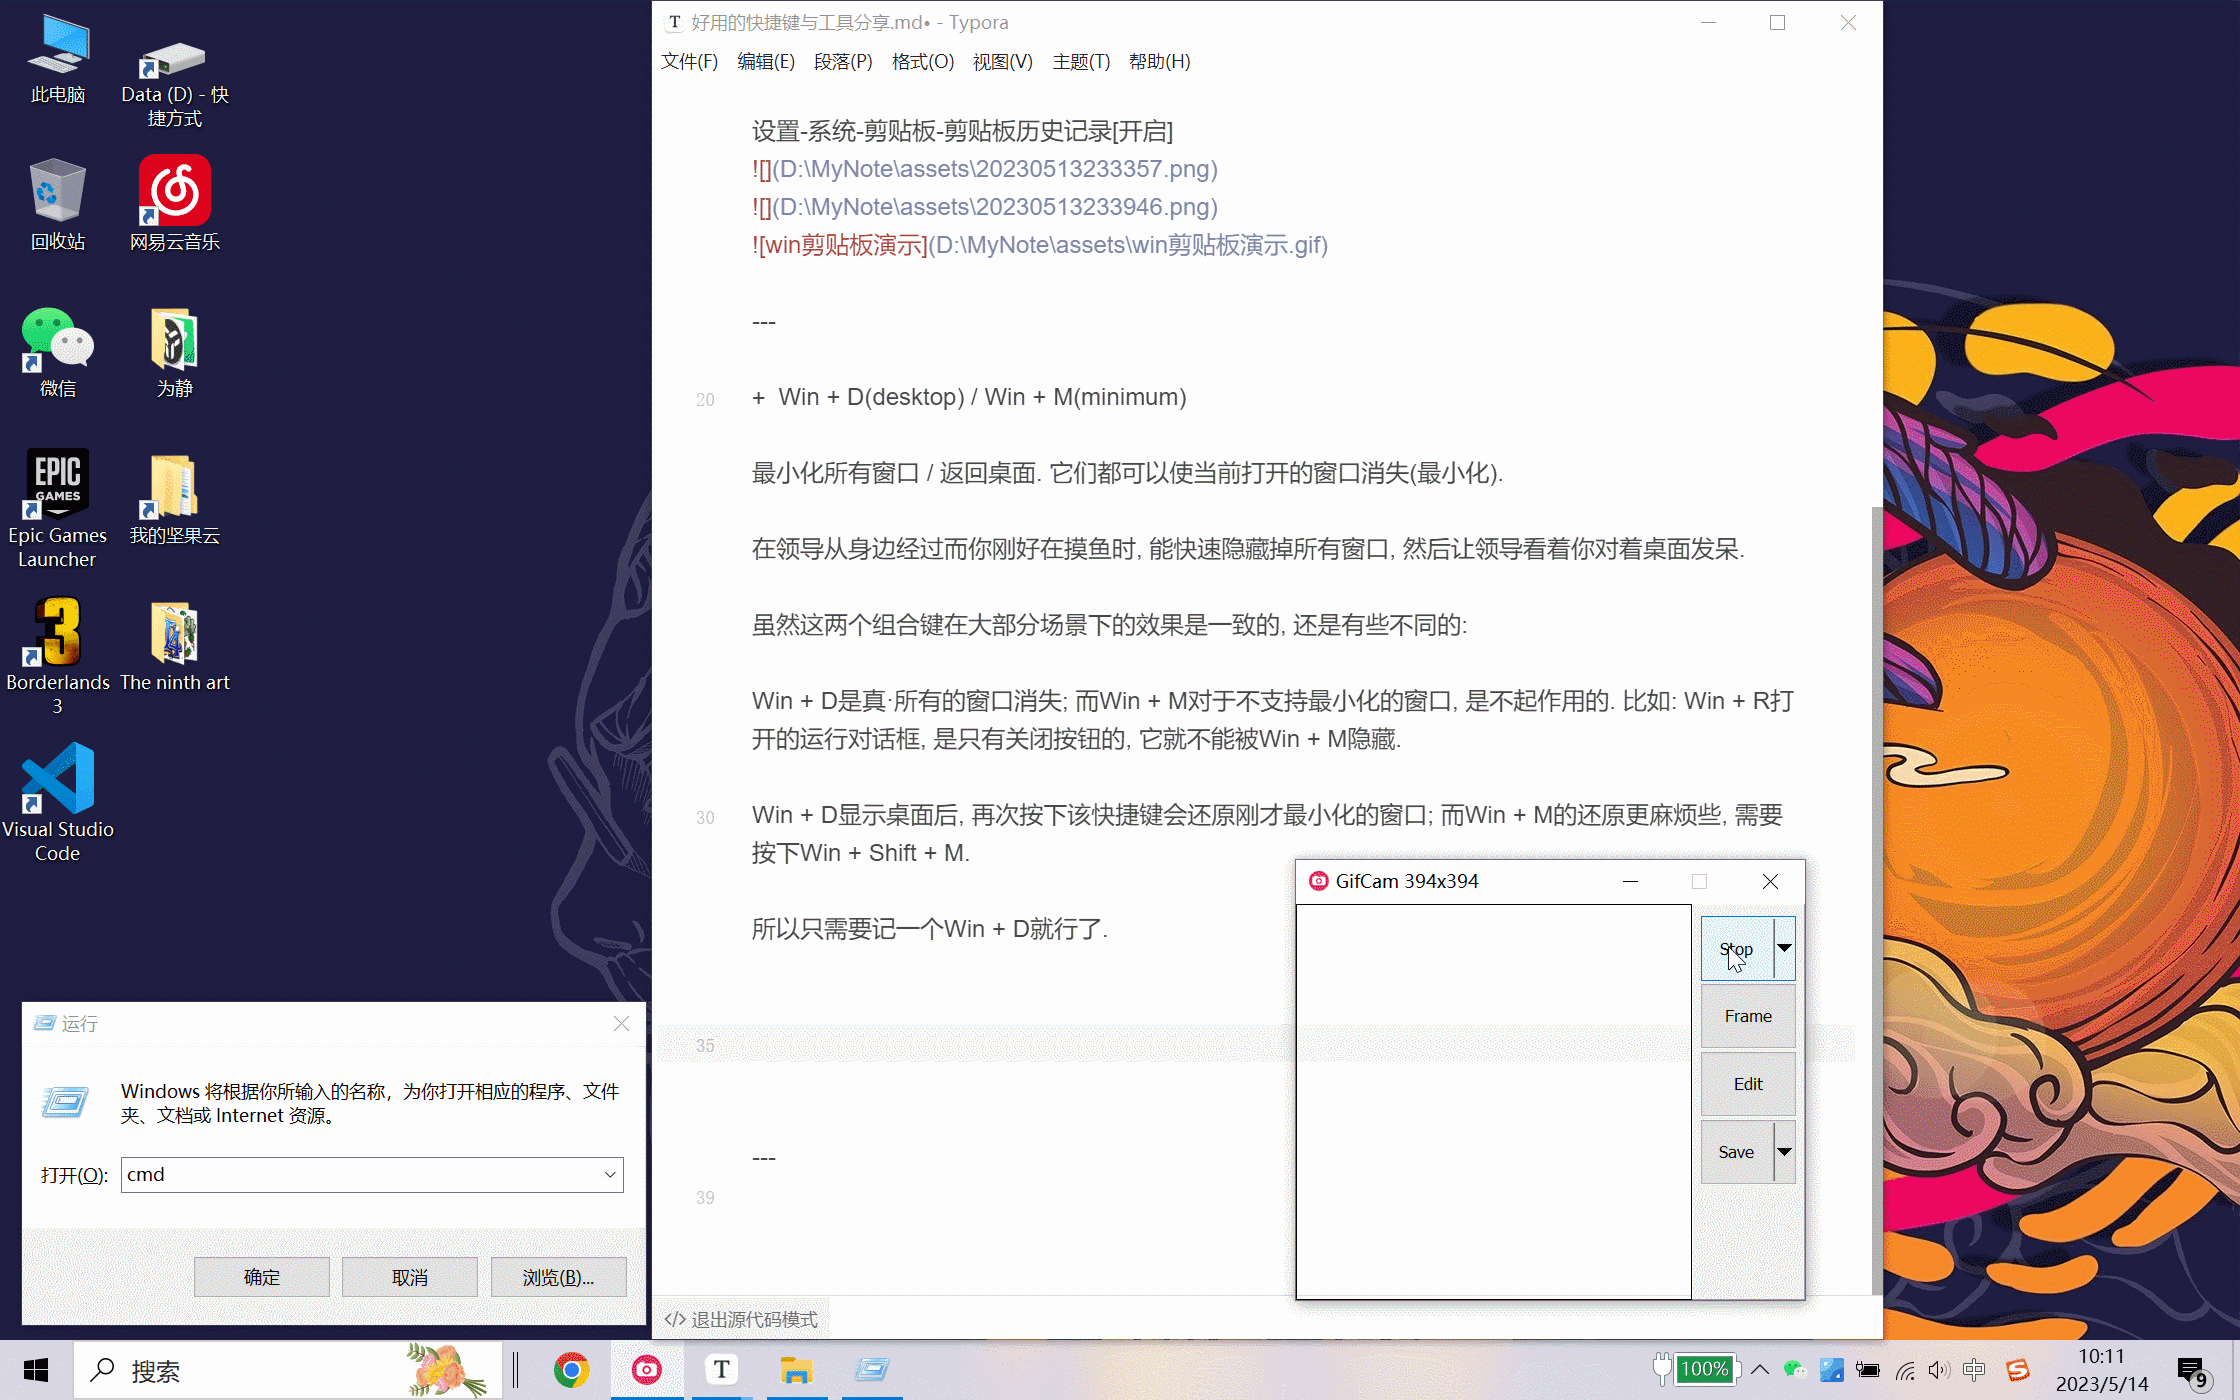 此电脑
Data (D) - 快
捷方式
回收站
网易云音乐
微信
为静
EPIC
GAMES
Epic Games
Launcher
我的坚果云
3
Borderlands
3
The ninth art
Visual Studio
Code
T 好用的快捷键与工具分享.md• - Typora
文件(F) 编辑(E) 段落(P) 格式(O) 视图(V) 主题(T) 帮助(H)
设置-系统-剪贴板-剪贴板历史记录[开启]
![](D:\MyNote\assets\20230513233357.png)
![](D:\MyNote\assets\20230513233946.png)
![win剪贴板演示](D:\MyNote\assets\win剪贴板演示.gif)
---
20 + Win + D(desktop) / Win + M(minimum)
最小化所有窗口 / 返回桌面. 它们都可以使当前打开的窗口消失(最小化).
在领导从身边经过而你刚好在摸鱼时, 能快速隐藏掉所有窗口, 然后让领导看着你对着桌面发呆.
虽然这两个组合键在大部分场景下的效果是一致的, 还是有些不同的:
Win + D是真·所有的窗口消失; 而Win + M对于不支持最小化的窗口, 是不起作用的. 比如: Win + R打
开的运行对话框, 是只有关闭按钮的, 它就不能被Win + M隐藏.
30 Win + D显示桌面后, 再次按下该快捷键会还原刚才最小化的窗口; 而Win + M的还原更麻烦些, 需要
按下Win + Shift + M.
所以只需要记一个Win + D就行了.
35
---
39
</> 退出源代码模式
GifCam 394x394
Stop
Frame
Edit
Save
运行
Windows 将根据你所输入的名称，为你打开相应的程序、文件
夹、文档或 Internet 资源。
打开(O): cmd
确定 取消 浏览(B)...
搜索
T
100%
中
10:11
2023/5/14
9